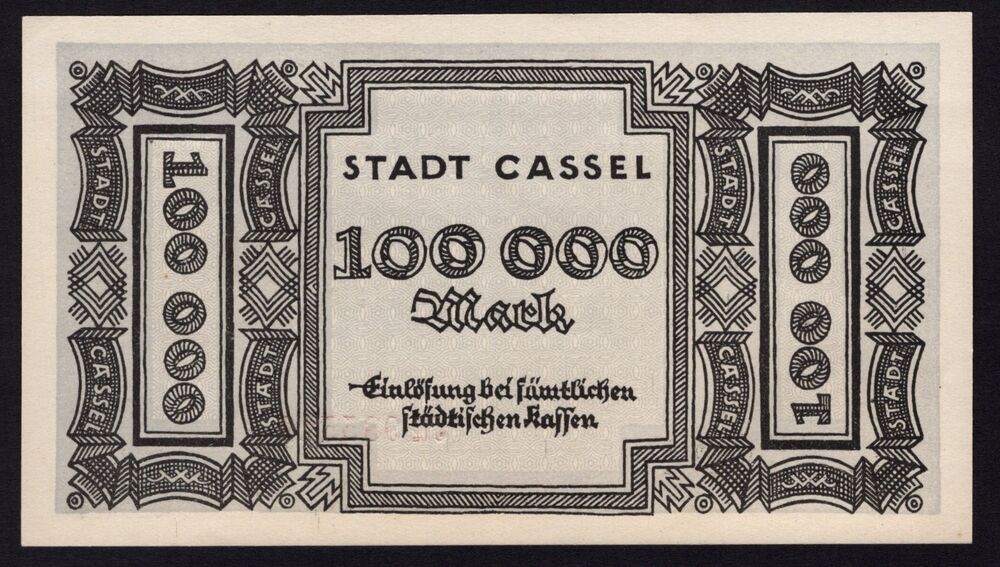 STADT
CASSEL
100 000
CASSEL
STADT
STADT CASSEL
100 000
Mark
Einlösung bei sämtlichen
städtischen Kassen
STADT
CASSEL
100 000
CASSEL
STADT